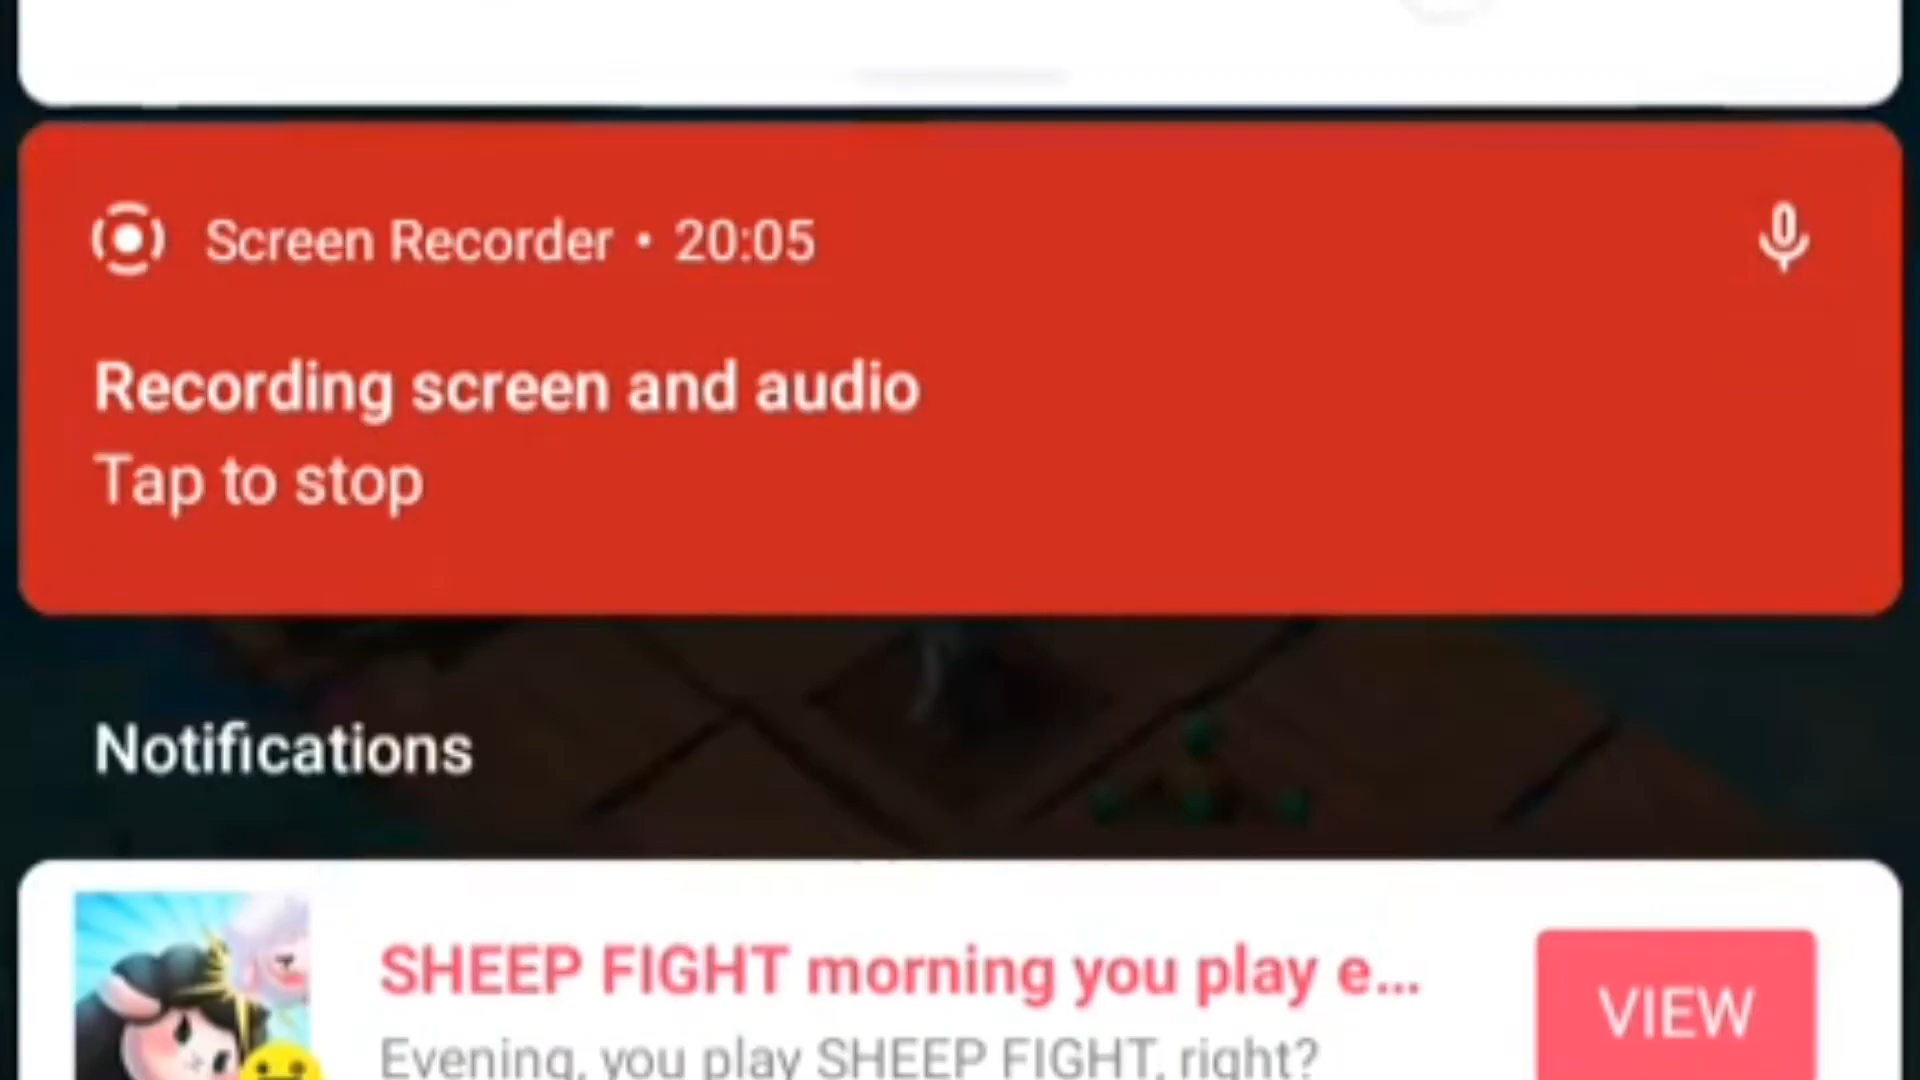 Screen Recorder • 20:05
Recording screen and audio
Tap to stop
Notifications
SHEEP FIGHT morning you play e...
Evening, you play SHEEP FIGHT, right?
VIEW